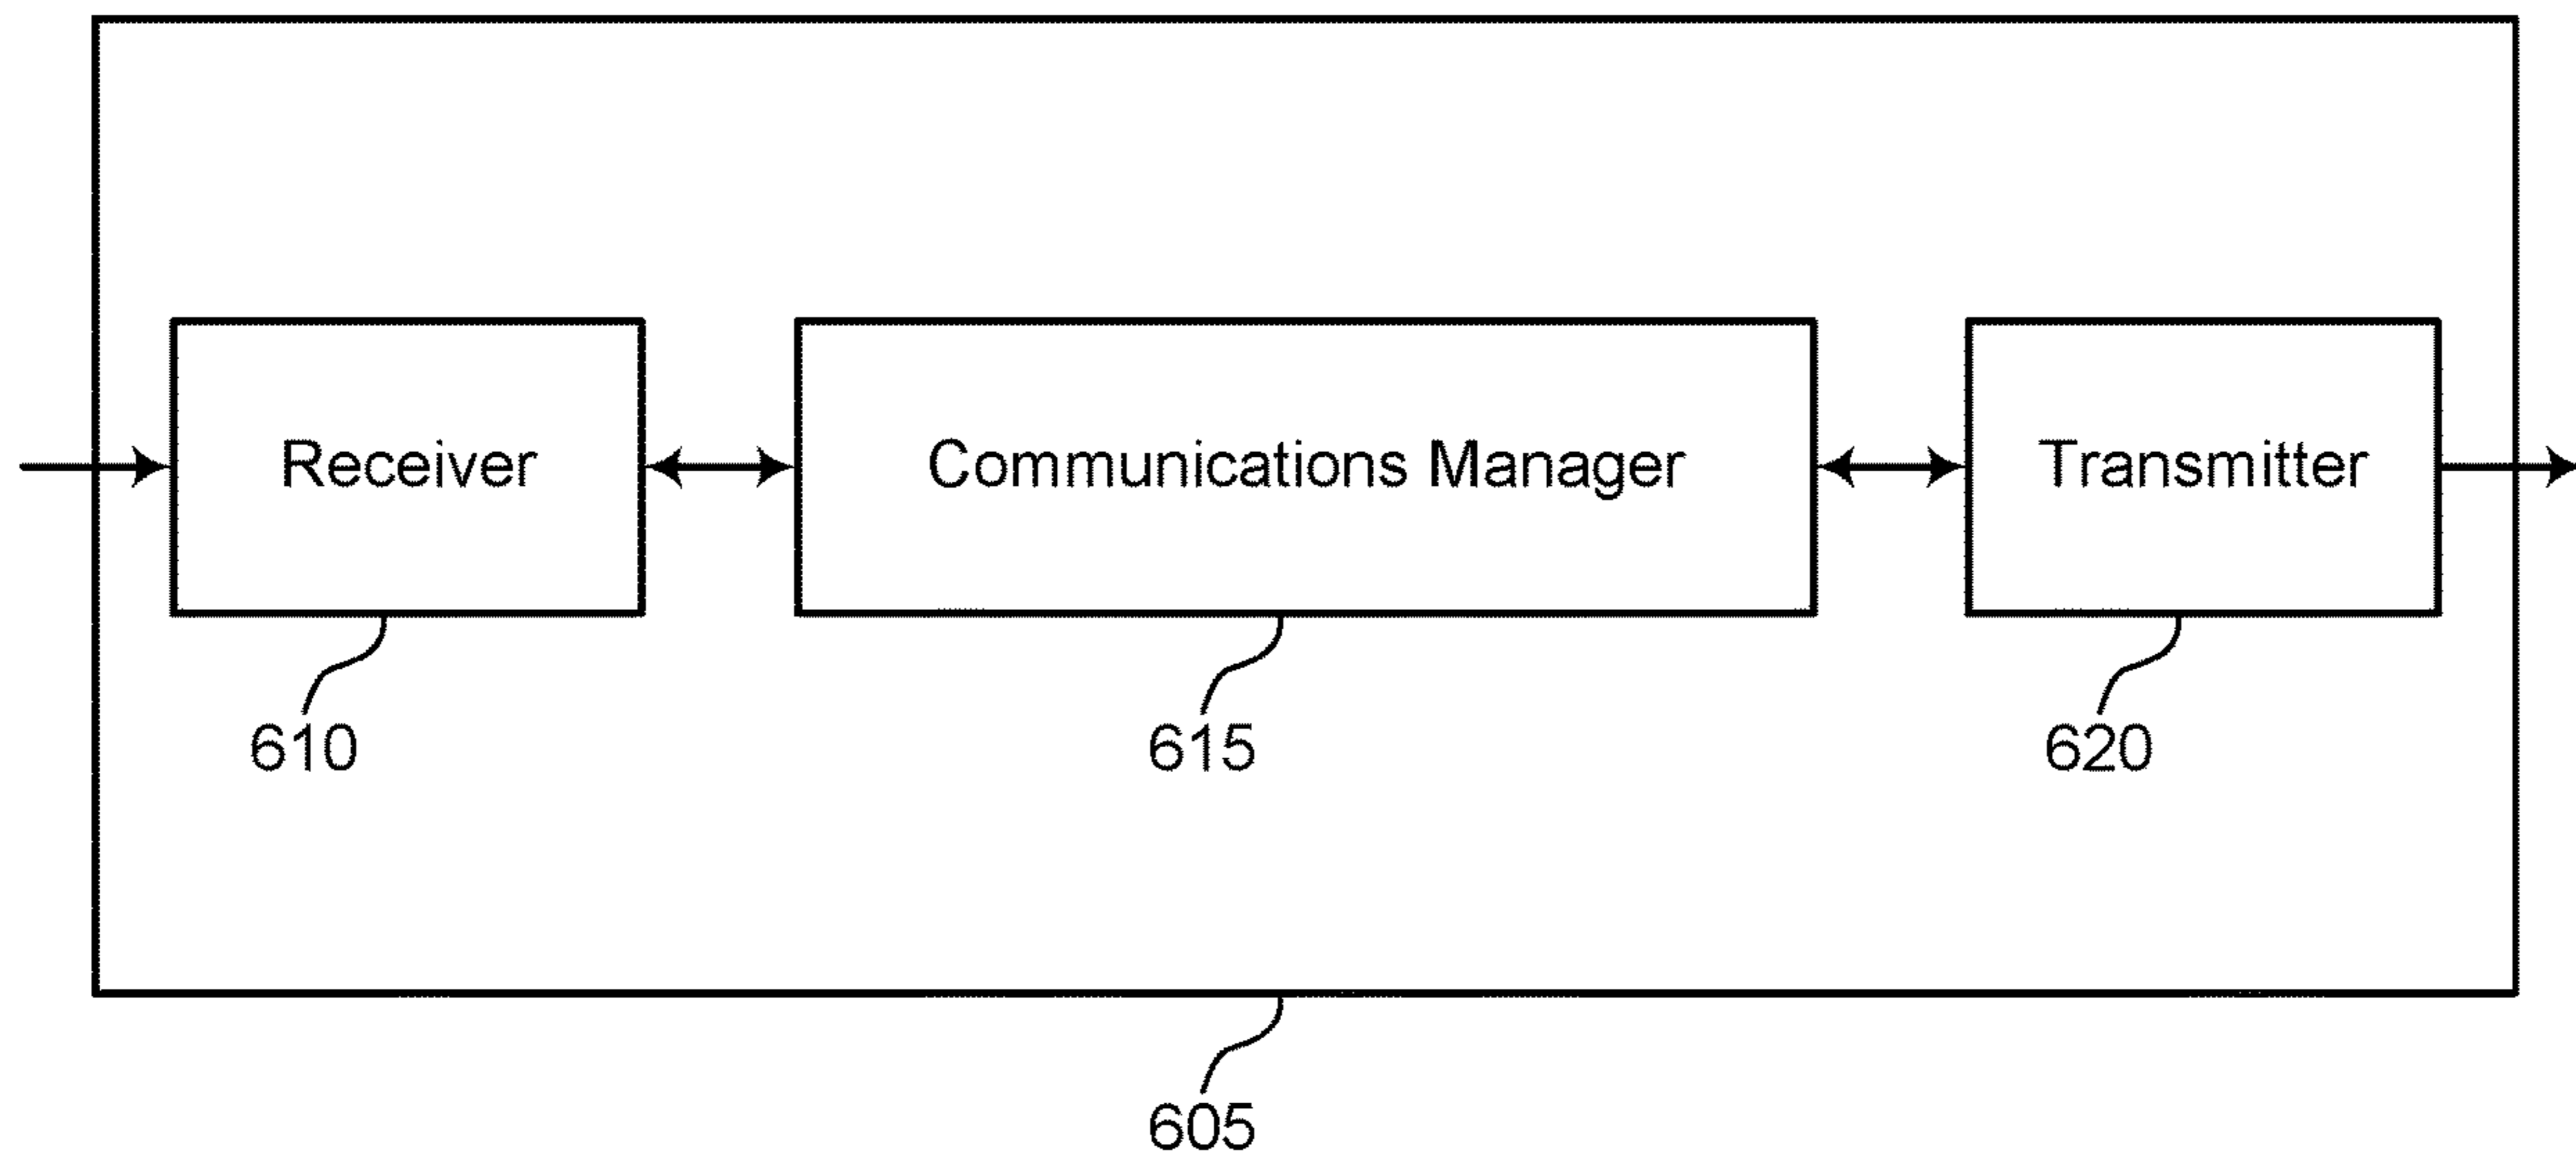 Receiver
Communications Manager
Transmitter
610
615
620
605